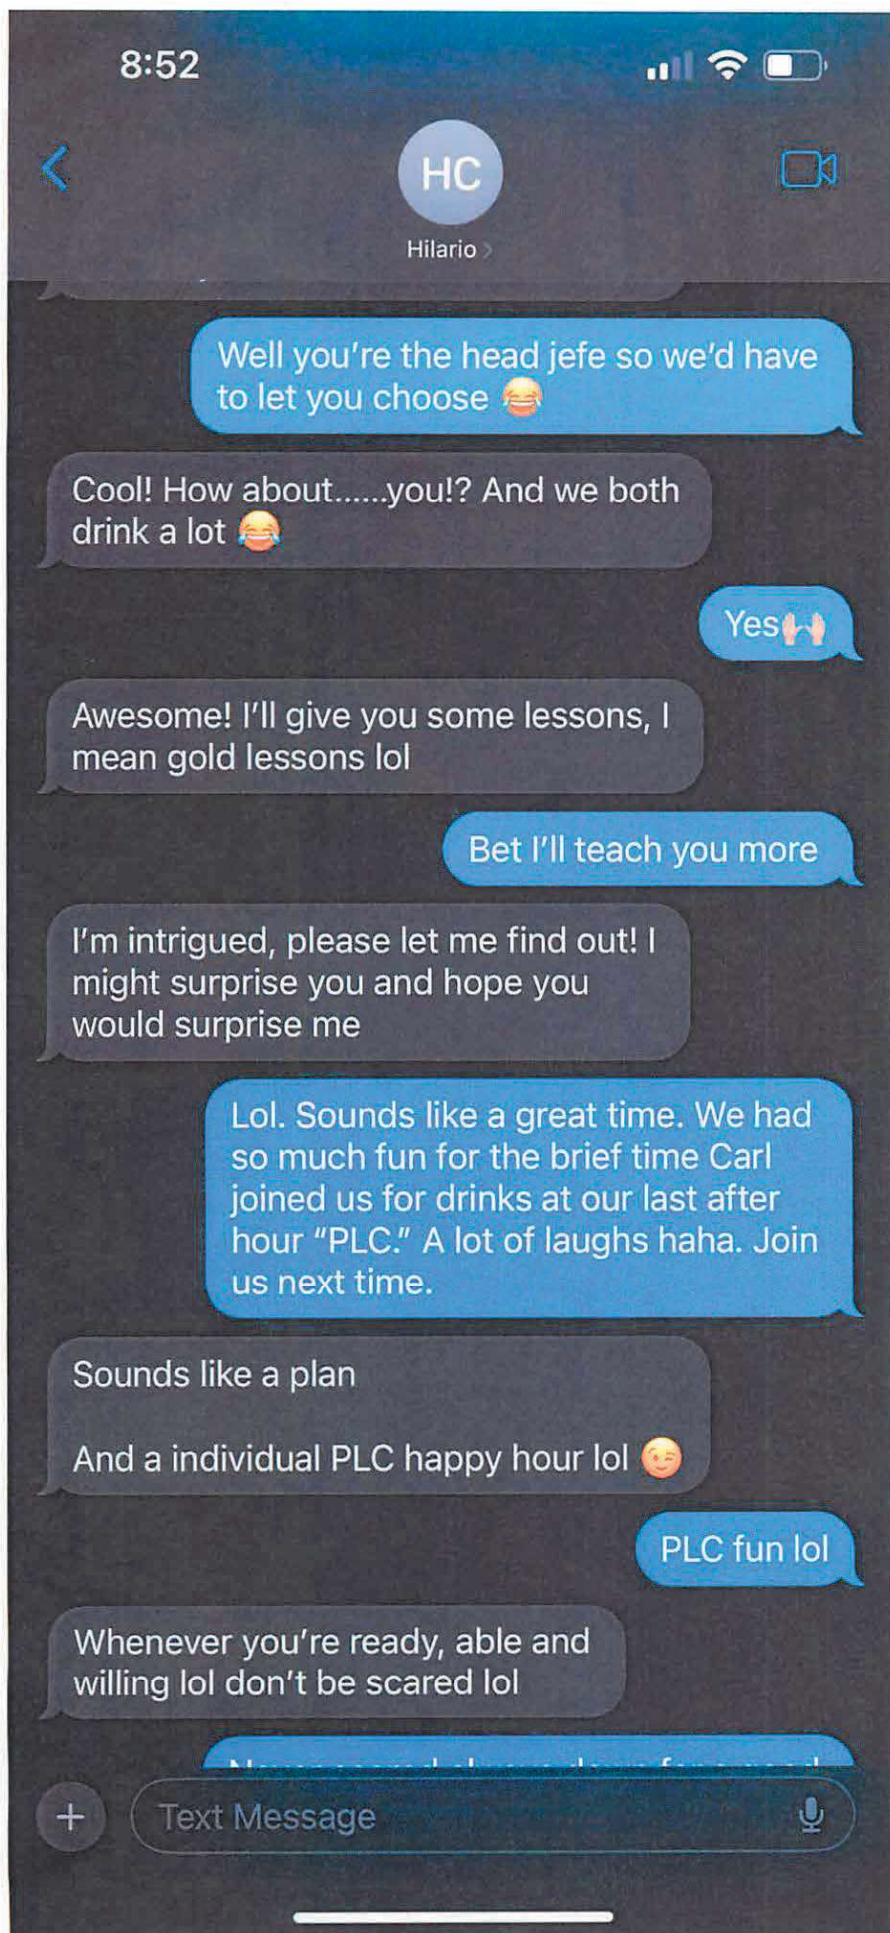 8:52
HC
Hilario
Well you're the head jefe so we'd have
to let you choose 😂
Cool! How about......you!? And we both
drink a lot 😂
Yes🙌🏻
Awesome! I'll give you some lessons, I
mean gold lessons lol
Bet I'll teach you more
I'm intrigued, please let me find out! I
might surprise you and hope you
would surprise me
Lol. Sounds like a great time. We had
so much fun for the brief time Carl
joined us for drinks at our last after
hour "PLC." A lot of laughs haha. Join
us next time.
Sounds like a plan
And a individual PLC happy hour lol 😉
PLC fun lol
Whenever you're ready, able and
willing lol don't be scared lol
Text Message